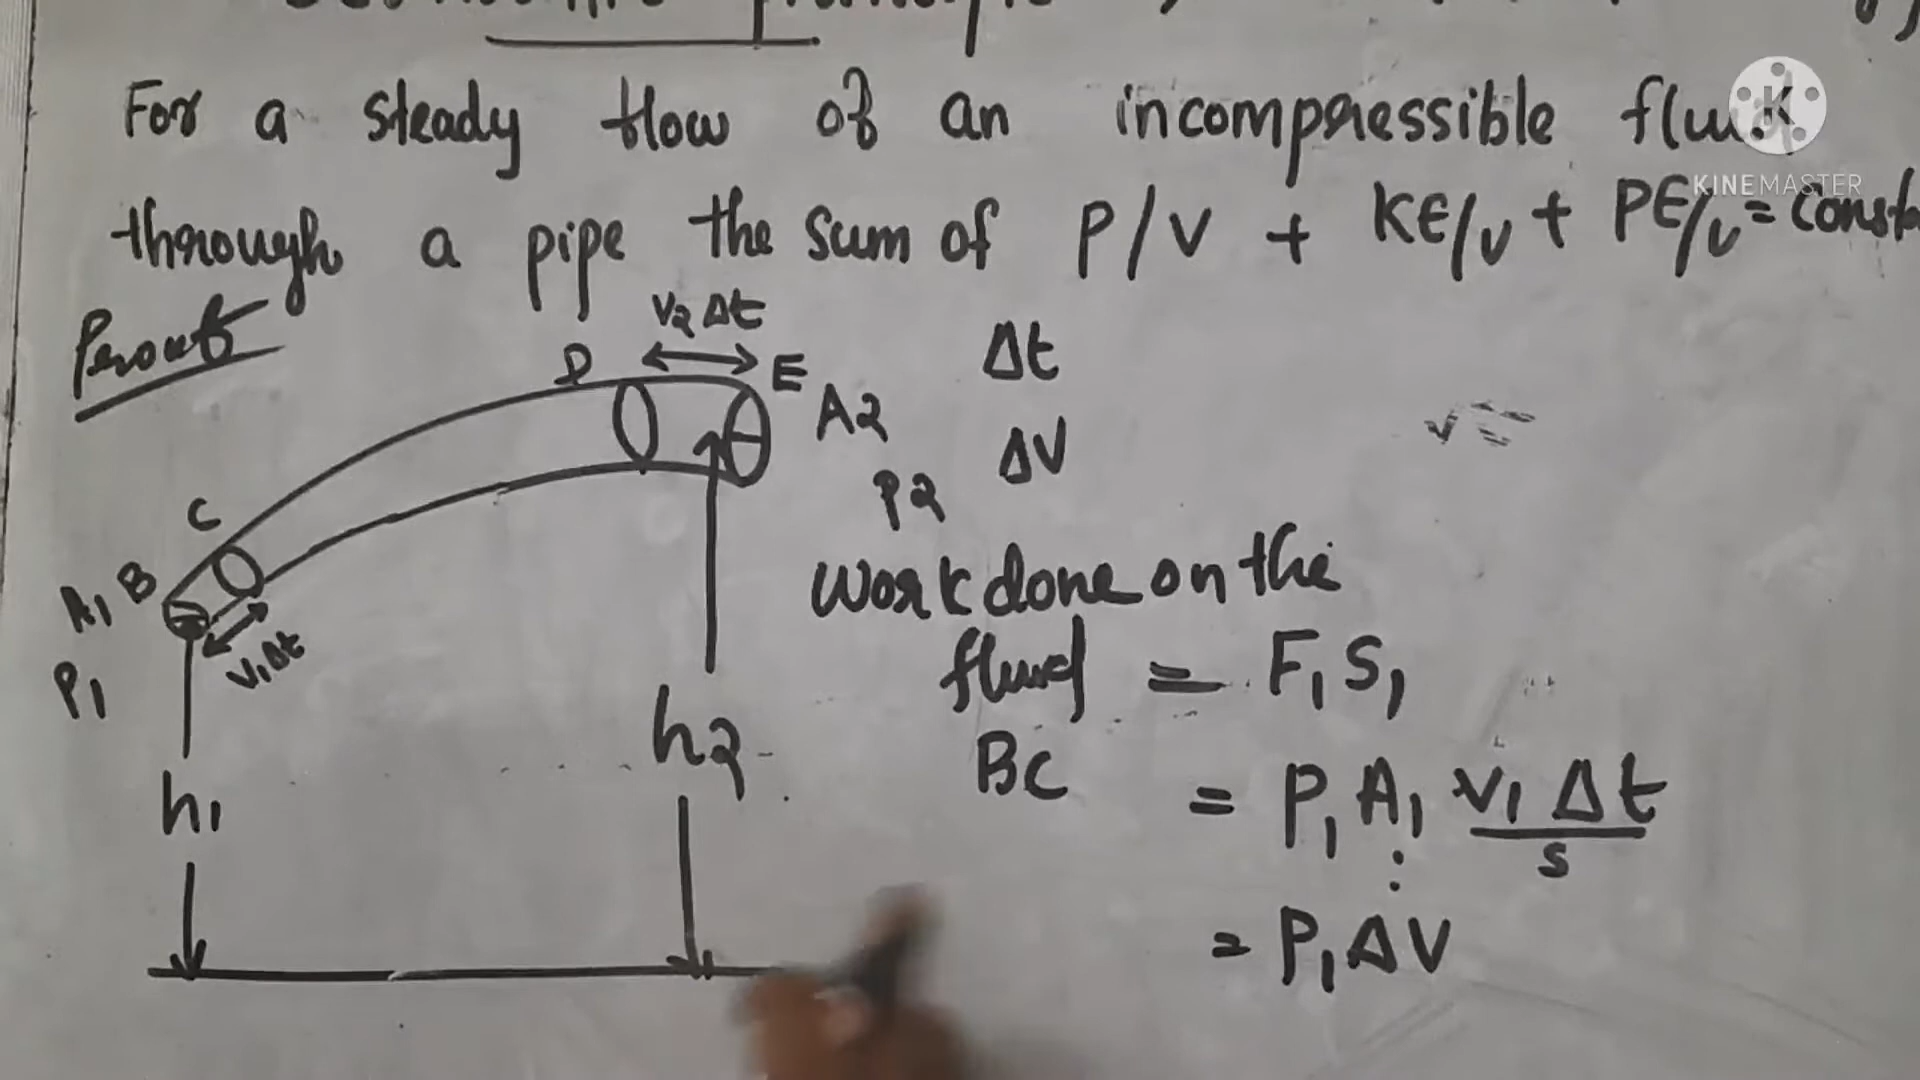 For a steady flow of an incompressible fluid
through a pipe the sum of P/V + KE/V + PE/V = Const
Proof
V2 Δt
D
E
A2
P2
Δt
ΔV
C
B
A1
P1
V1Δt
h1
h2
Work done on the
fluid = F1 S1
BC
= P1 A1 V1 Δt
S
= P1 ΔV
K
KINEMASTER